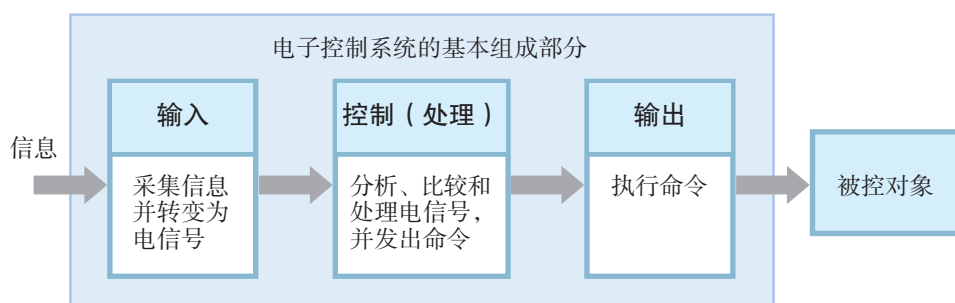 电子控制系统的基本组成部分
信息
输入
采集信息
并转变为
电信号
控制（处理）
分析、比较和
处理电信号，
并发出命令
输出
执行命令
被控对象